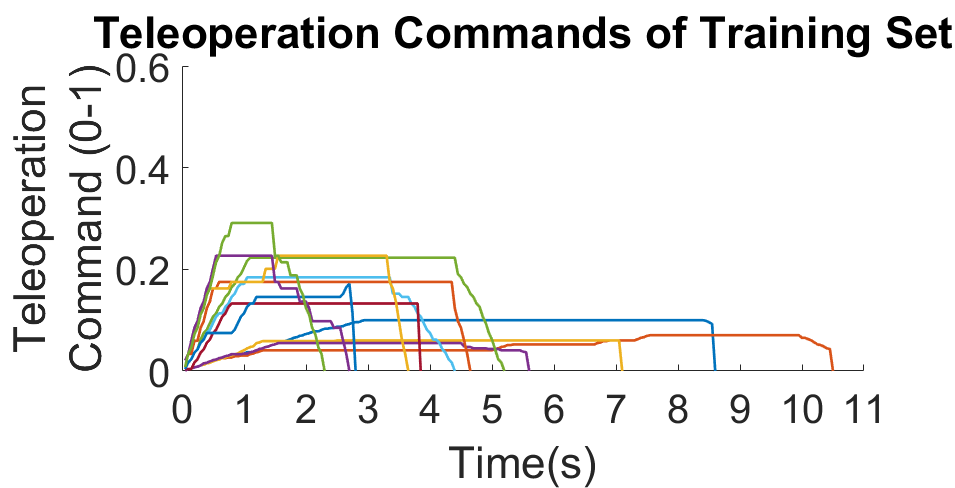 Teleoperation Commands of Training Set
Teleoperation
Command (0-1)
0.6
0.4
0.2
0
0 1 2 3 4 5 6 7 8 9 10 11
Time(s)